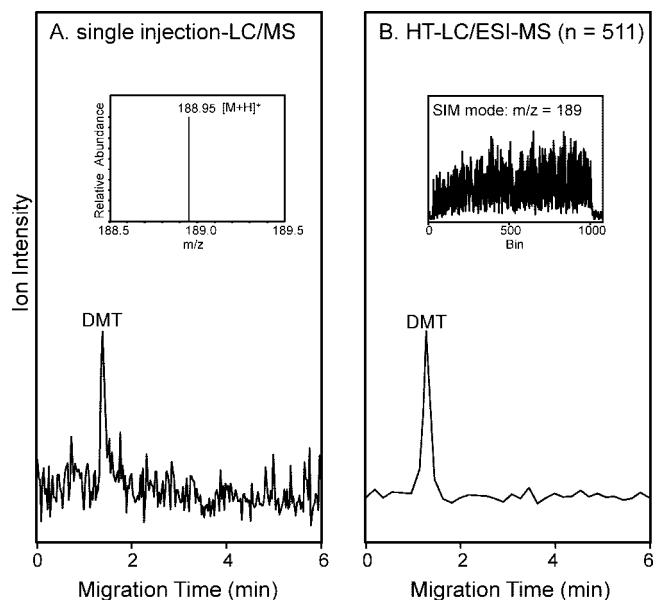 A. single injection-LC/MS
188.95 [M+H]+
Relative Abundance
188.5 189.0 189.5
m/z
Ion Intensity
DMT
0 2 4 6
Migration Time (min)
B. HT-LC/ESI-MS (n = 511)
SIM mode: m/z = 189
0 500 1000
Bin
DMT
0 2 4 6
Migration Time (min)